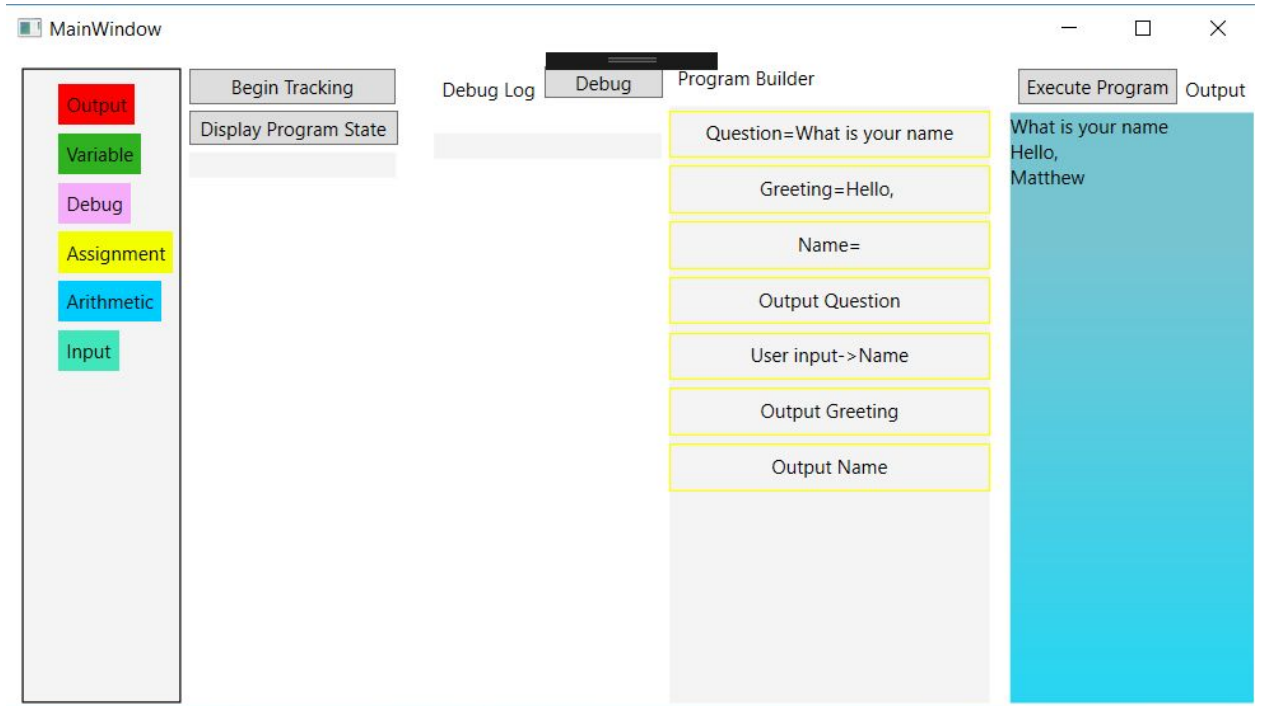 MainWindow
Output
Variable
Debug
Assignment
Arithmetic
Input
Begin Tracking
Display Program State
Debug Log
Debug
Program Builder
Question=What is your name
Greeting=Hello,
Name=
Output Question
User input->Name
Output Greeting
Output Name
Execute Program
Output
What is your name
Hello,
Matthew